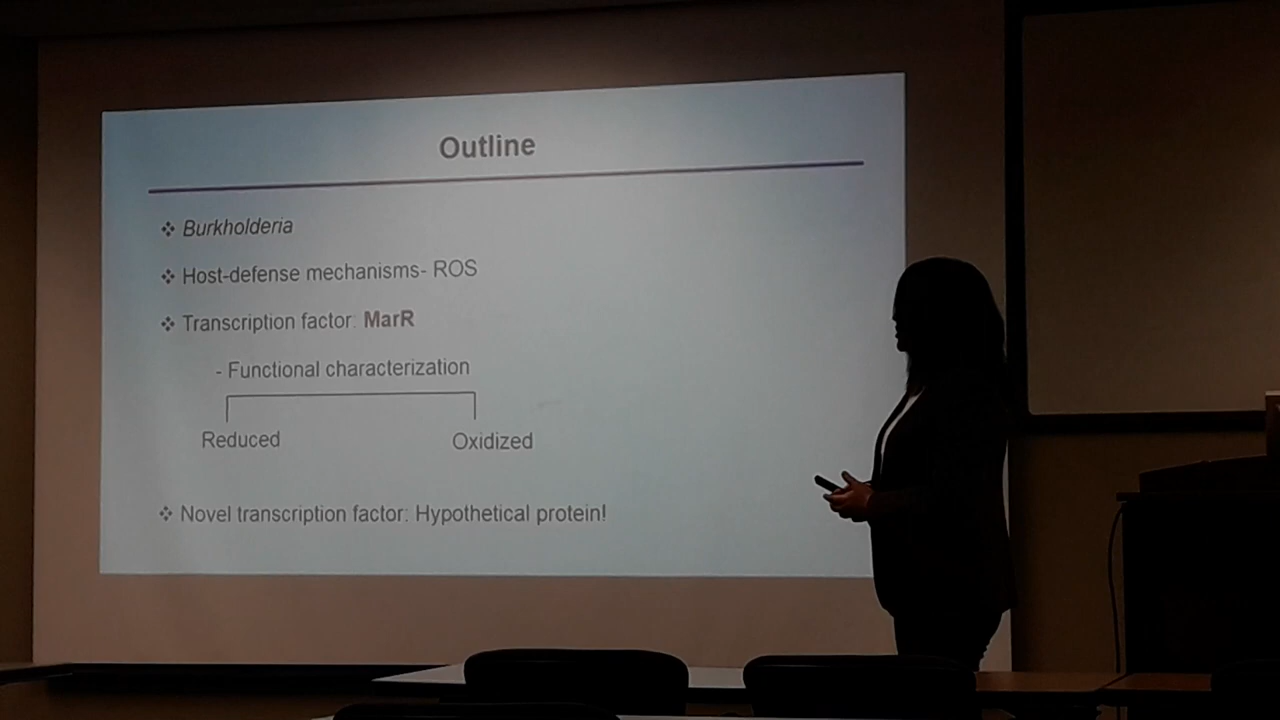 Outline
❖ Burkholderia
❖ Host-defense mechanisms- ROS
❖ Transcription factor: MarR
- Functional characterization
Reduced Oxidized
❖ Novel transcription factor: Hypothetical protein!